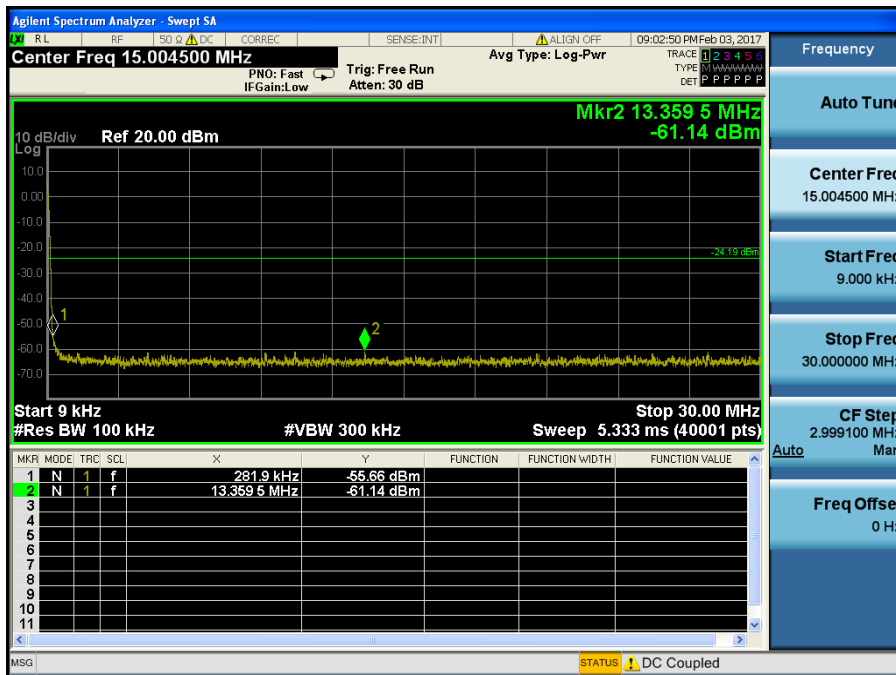 Agilent Spectrum Analyzer - Swept SA
LXI RL RF 50 Ω DC CORREC SENSE:INT ALIGN OFF 09:02:50 PM Feb 03, 2017
Center Freq 15.004500 MHz
PNO: Fast
IFGain:Low
Trig: Free Run
Atten: 30 dB
Avg Type: Log-Pwr
TRACE 1 2 3 4 5 6
TYPE M WWWWW
DET P P P P P P
Mkr2 13.359 5 MHz
-61.14 dBm
10 dB/div Ref 20.00 dBm
Log
10.0
0.00
-10.0
-20.0
-24.19 dBm
-30.0
-40.0
-50.0
1
2
-60.0
-70.0
Start 9 kHz Stop 30.00 MHz
#Res BW 100 kHz #VBW 300 kHz Sweep 5.333 ms (40001 pts)
MKR MODE TRC SCL X Y FUNCTION FUNCTION WIDTH FUNCTION VALUE
1 N 1 f 281.9 kHz -55.66 dBm
2 N 1 f 13.359 5 MHz -61.14 dBm
3
4
5
6
7
8
9
10
11
MSG STATUS DC Coupled
Frequency
Auto Tune
Center Freq
15.004500 MHz
Start Freq
9.000 kHz
Stop Freq
30.000000 MHz
CF Step
2.999100 MHz
Auto Man
Freq Offset
0 Hz